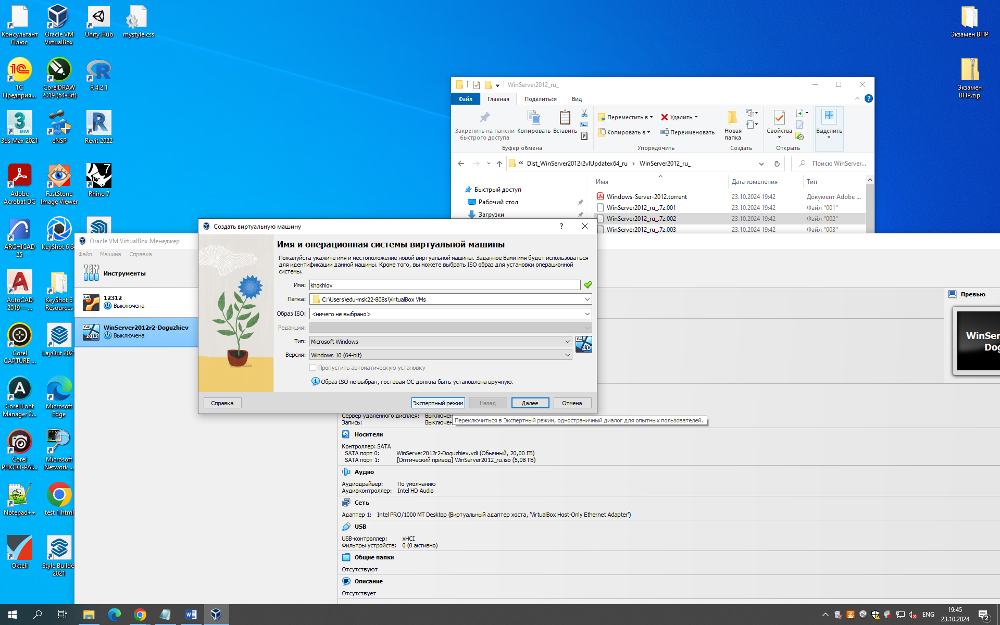 Консультант Плюс
Oracle VM VirtualBox
Unity Hub
mystyle.css
1С Предприя...
CorelDRAW 2019 (64-Bit)
R 4.2.1
3ds Max 2021
eNSP
Revit 2022
Adobe Acrobat DC
FastStone Image Viewer
Rhino 7
ARCHICAD 25
KeyShot 6 6
AutoCAD 2019 —...
KeyShot 6 Resources
Corel CAPTURE ...
LayOut 202
Corel Font Manager 2...
Microsoft Edge
Corel PHOTO-PAI...
Microsoft Network ...
Notepad++
test 1.html
Oktell
Style Builde 2021
Экзамен ВПР
Экзамен ВПР.zip
WinServer2012_ru_
Файл
Главная
Поделиться
Вид
Закрепить на панели быстрого доступа
Копировать
Вставить
Переместить в
Копировать в
Удалить
Переименовать
Новая папка
Свойства
Выделить
Буфер обмена
Упорядочить
Создать
Открыть
« Dist_WinServer2012r2vlUpdatex64_ru › WinServer2012_ru_
Поиск: WinServer...
Быстрый доступ
Рабочий стол
Загрузки
Имя
Дата изменения
Тип
Windows-Server-2012.torrent 23.10.2024 19:42 Документ Adobe ...
WinServer2012_ru_.7z.001 23.10.2024 19:42 Файл "001"
WinServer2012_ru_.7z.002 23.10.2024 19:42 Файл "002"
WinServer2012_ru_.7z.003 23.10.2024 19:42 Файл "003"
Oracle VM VirtualBox Менеджер
Файл Машина Справка
Инструменты
64
12312
Выключена
64
2012
WinServer2012r2-Doguzhiev
Выключена
Создать виртуальную машину
?
Имя и операционная системы виртуальной машины
Пожалуйста укажите имя и местоположение новой виртуальной машины. Заданное Вами имя будет использоваться
для идентификации данной машины. Кроме того, вы можете выбрать ISO образ для установки операционной
системы.
Имя: khokhlov
Папка: C:\Users\edu-msk22-808s\VirtualBox VMs
Образ ISO: <ничего не выбрано>
Редакция:
Тип: Microsoft Windows
64
10
Версия: Windows 10 (64-bit)
Пропустить автоматическую установку
Образ ISO не выбран, гостевая ОС должна быть установлена вручную.
Справка
Экспертный режим
Назад
Далее
Отмена
Переключиться в Экспертный режим, одностраничный диалог для опытных пользователей.
Превью
WinSer
Dog
Сервер удаленного дисплея: Выключен
Запись: Выключен
Носители
Контроллер: SATA
SATA порт 0: WinServer2012r2-Doguzhiev.vdi (Обычный, 20,00 ГБ)
SATA порт 1: [Оптический привод] WinServer2012_ru.iso (5,08 ГБ)
Аудио
Аудиодрайвер: По умолчанию
Аудиоконтроллер: Intel HD Audio
Сеть
Адаптер 1: Intel PRO/1000 MT Desktop (Виртуальный адаптер хоста, 'VirtualBox Host-Only Ethernet Adapter')
USB
USB-контроллер: xHCI
Фильтры устройств: 0 (0 активно)
Общие папки
Отсутствуют
Описание
Отсутствует
ENG
19:45
23.10.2024
2